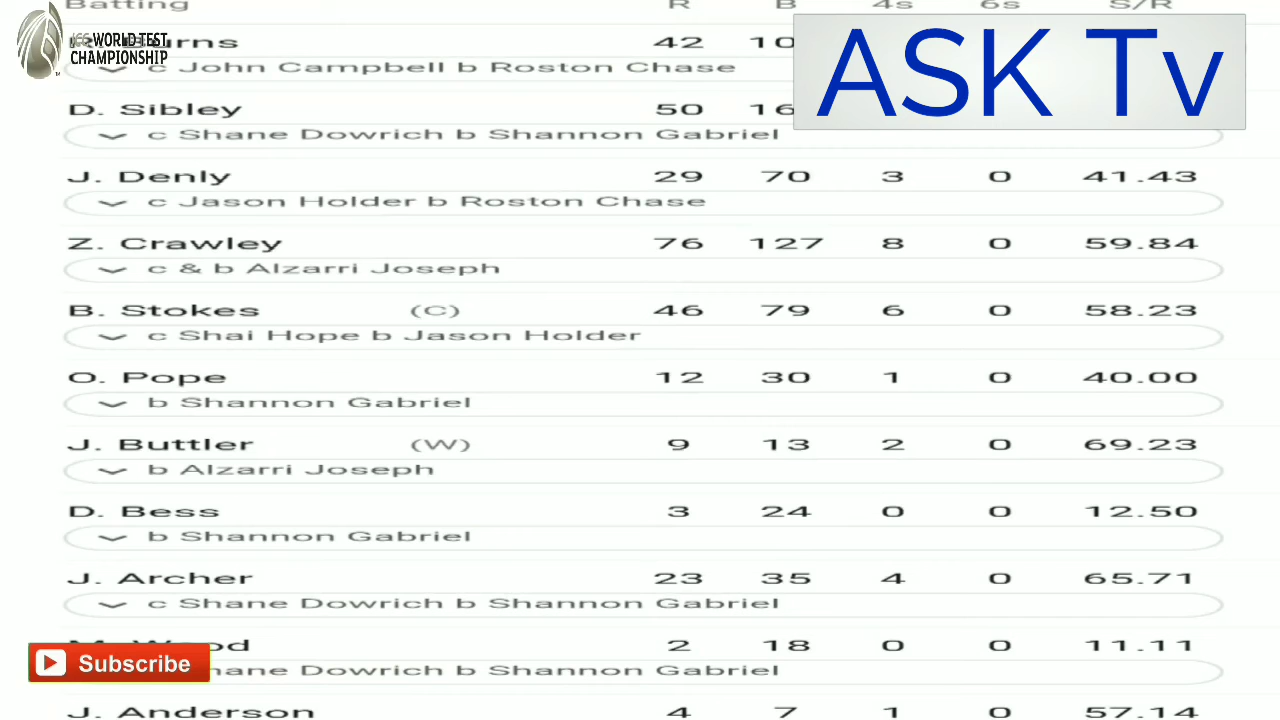 Batting R B 4s 6s S/R
ICC WORLD TEST
CHAMPIONSHIP
ASK Tv
42
c John Campbell b Roston Chase
D. Sibley 50
c Shane Dowrich b Shannon Gabriel
J. Denly 29 70 3 0 41.43
c Jason Holder b Roston Chase
Z. Crawley 76 127 8 0 59.84
c & b Alzarri Joseph
B. Stokes (C) 46 79 6 0 58.23
c Shai Hope b Jason Holder
O. Pope 12 30 1 0 40.00
b Shannon Gabriel
J. Buttler (W) 9 13 2 0 69.23
b Alzarri Joseph
D. Bess 3 24 0 0 12.50
b Shannon Gabriel
J. Archer 23 35 4 0 65.71
c Shane Dowrich b Shannon Gabriel
M. Wood 2 18 0 0 11.11
Subscribe
Dowrich b Shannon Gabriel
J. Anderson 4 7 1 0 57.14